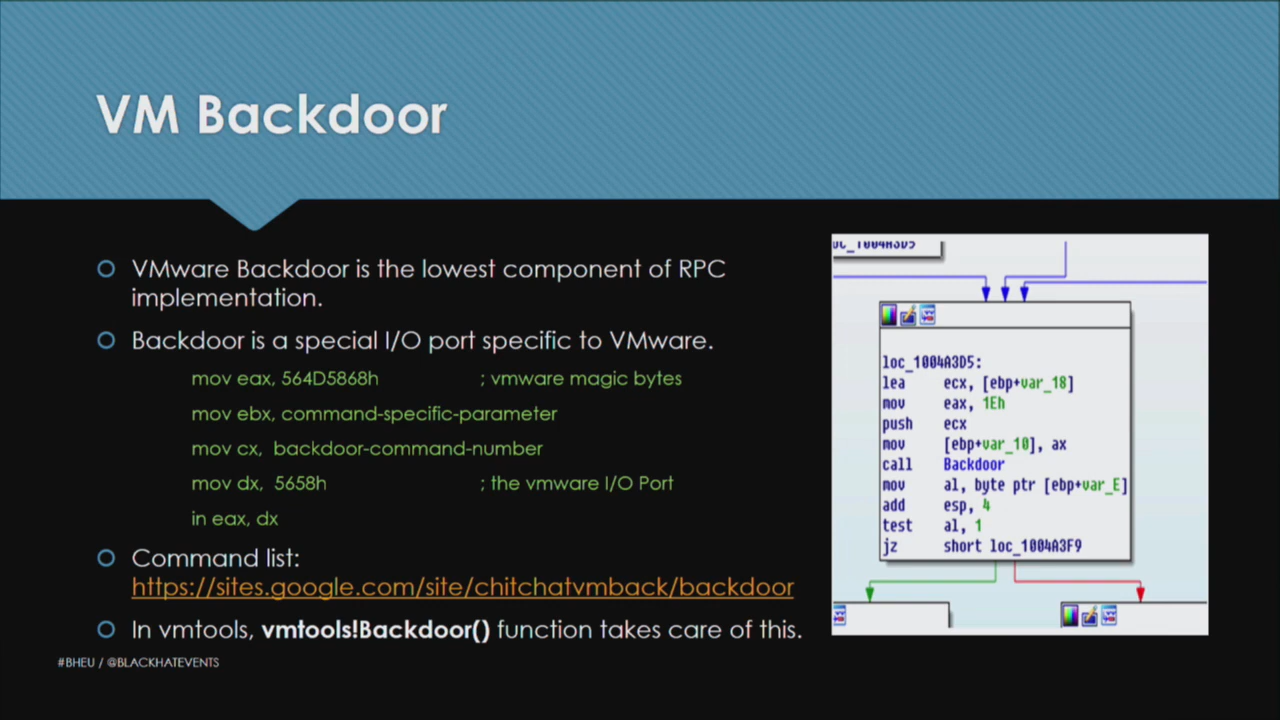 VM Backdoor
VMware Backdoor is the lowest component of RPC
implementation.
Backdoor is a special I/O port specific to VMware.
mov eax, 564D5868h ; vmware magic bytes
mov ebx, command-specific-parameter
mov cx, backdoor-command-number
mov dx, 5658h ; the vmware I/O Port
in eax, dx
Command list:
https://sites.google.com/site/chitchatvmback/backdoor
In vmtools, vmtools!Backdoor() function takes care of this.
#BHEU / @BLACKHATEVENTS
loc_1004A3D5:
lea ecx, [ebp+var_18]
mov eax, 1Eh
push ecx
mov [ebp+var_10], ax
call Backdoor
mov al, byte ptr [ebp+var_E]
add esp, 4
test al, 1
jz short loc_1004A3F9